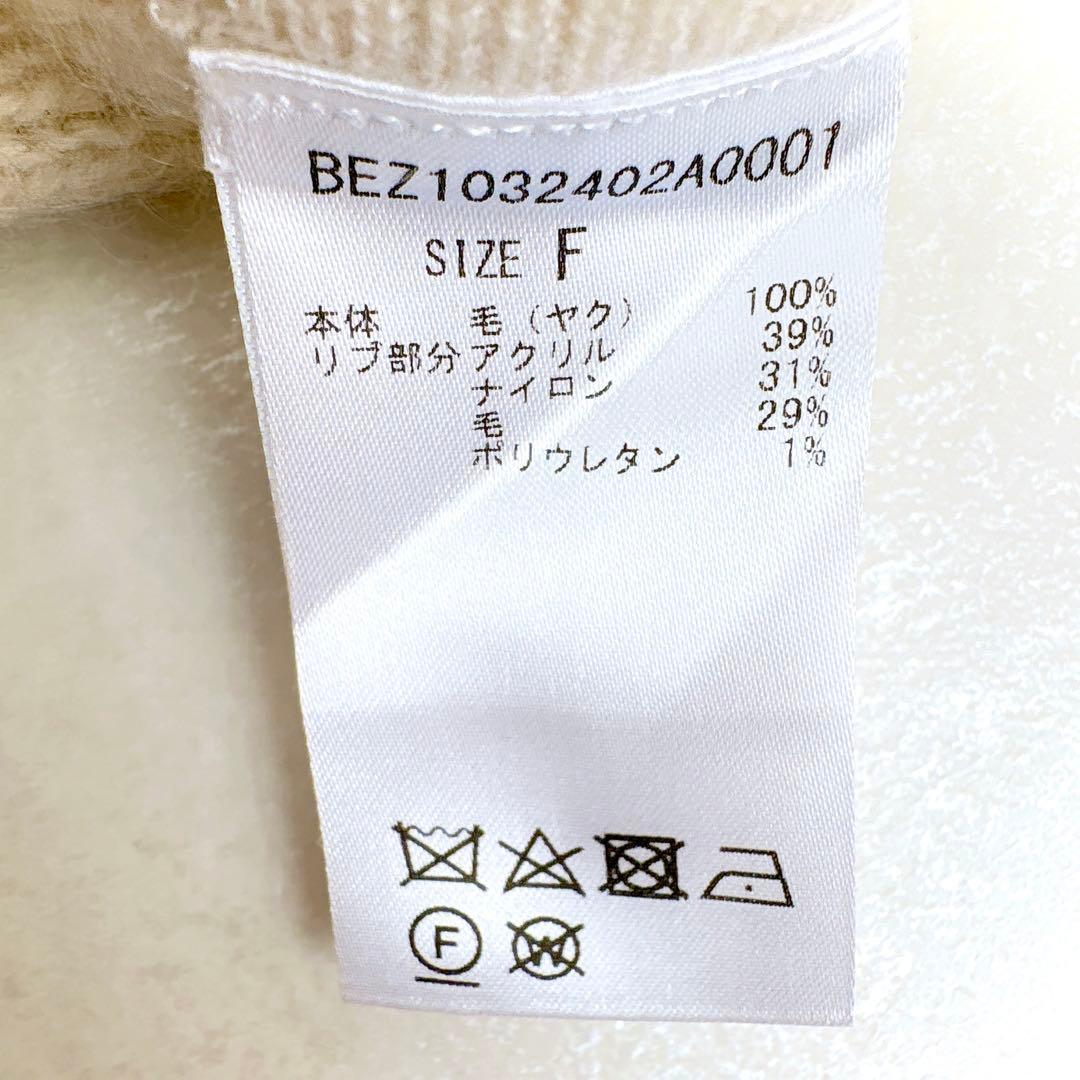 BEZ1032402A0001
SIZE F
本体 毛（ヤク） 100%
リブ部分 アクリル 39%
ナイロン 31%
毛 29%
ポリウレタン 1%
F W